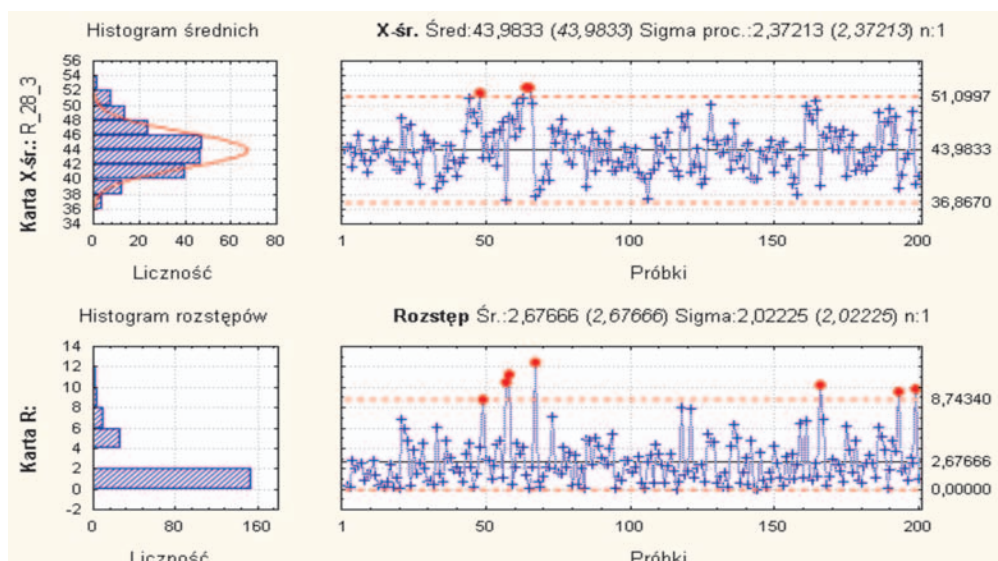 Histogram średnich
X-śr. Śred:43,9833 (43,9833) Sigma proc.:2,37213 (2,37213) n:1
Karta X-śr.: R_28_3
56
54
52
50
48
46
44
42
40
38
36
34
0 20 40 60 80
Liczność
51,0997
43,9833
36,8670
1 50 100 150 200
Próbki
Histogram rozstępów
Rozstęp Śr.:2,67666 (2,67666) Sigma:2,02225 (2,02225) n:1
Karta R:
14
12
10
8
6
4
2
0
-2
0 80 160
Liczność
8,74340
2,67666
0,00000
1 50 100 150 200
Próbki